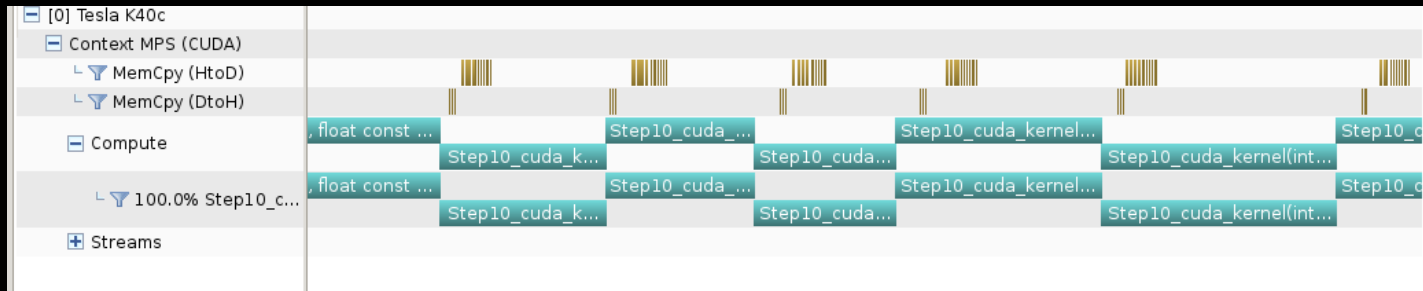 [0] Tesla K40c
Context MPS (CUDA)
MemCpy (HtoD)
MemCpy (DtoH)
, float const ... Step10_cuda_... Step10_cuda_kernel... Step10_c
Compute
Step10_cuda_k... Step10_cuda... Step10_cuda_kernel(int...
, float const ... Step10_cuda_... Step10_cuda_kernel... Step10_c
100.0% Step10_c...
Step10_cuda_k... Step10_cuda... Step10_cuda_kernel(int...
Streams